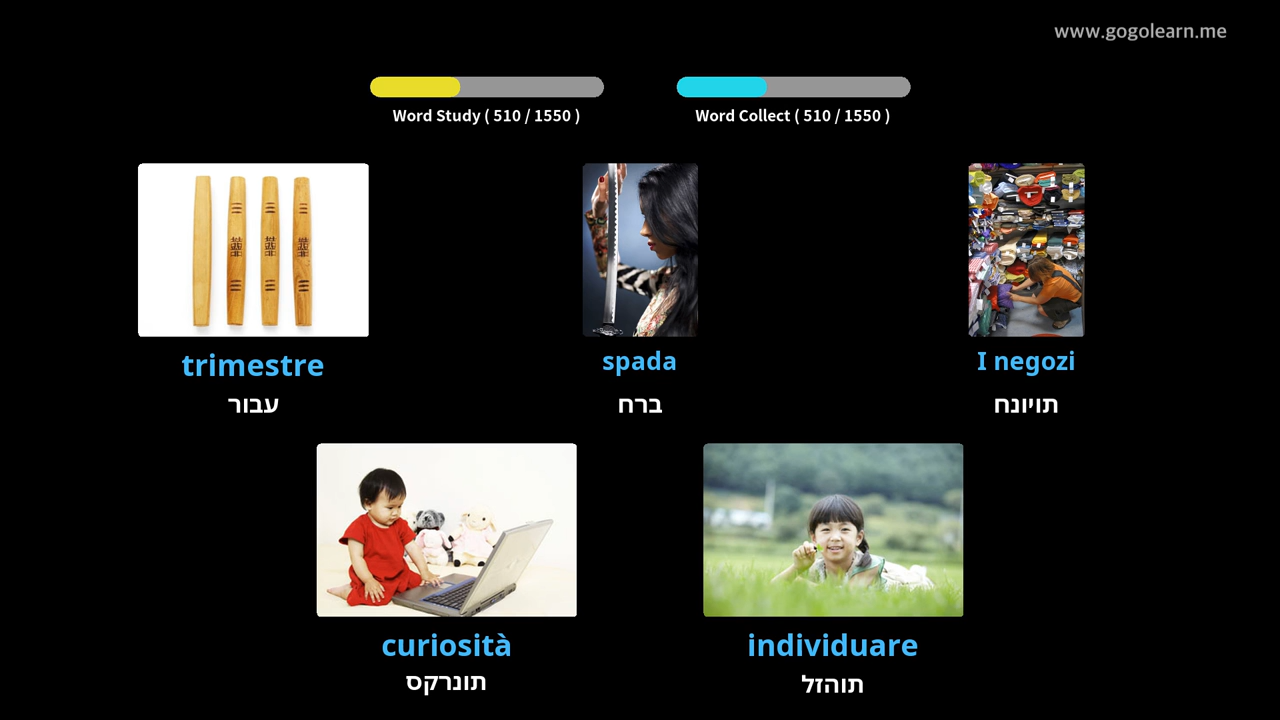 www.gogolearn.me
Word Study ( 510 / 1550 )
Word Collect ( 510 / 1550 )
trimestre
עבור
spada
ברח
I negozi
תויונח
curiosità
תונרקס
individuare
תוהזל